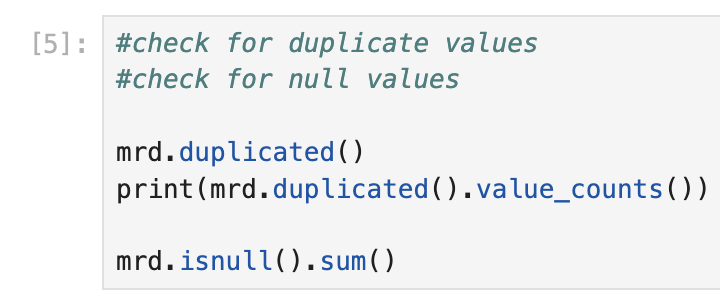 [5]: #check for duplicate values
#check for null values
mrd.duplicated()
print(mrd.duplicated().value_counts())
mrd.isnull().sum()